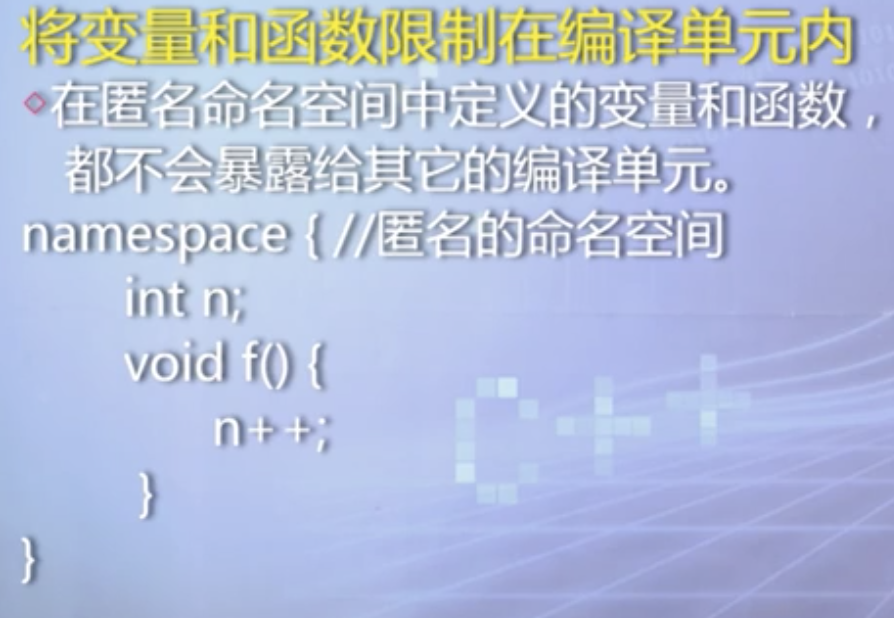 将变量和函数限制在编译单元内
在匿名命名空间中定义的变量和函数，
都不会暴露给其它的编译单元。
namespace { //匿名的命名空间
int n;
void f() {
n++;
}
}
C++